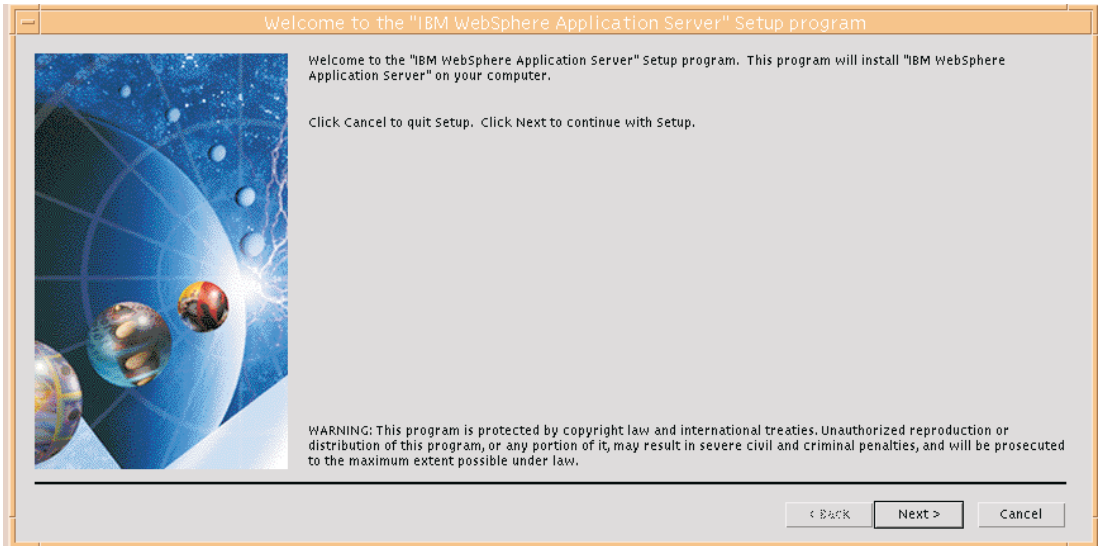 Welcome to the "IBM WebSphere Application Server" Setup program
Welcome to the "IBM WebSphere Application Server" Setup program. This program will install "IBM WebSphere
Application Server" on your computer.
Click Cancel to quit Setup. Click Next to continue with Setup.
WARNING: This program is protected by copyright law and international treaties. Unauthorized reproduction or
distribution of this program, or any portion of it, may result in severe civil and criminal penalties, and will be prosecuted
to the maximum extent possible under law.
< Back
Next >
Cancel